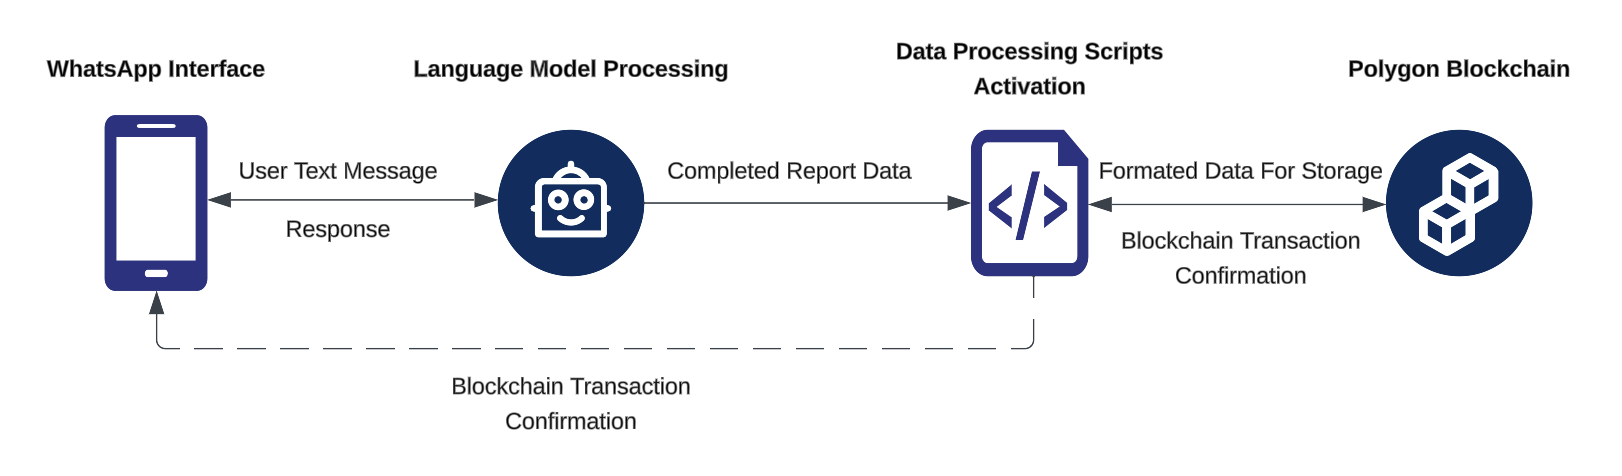 WhatsApp Interface
Language Model Processing
Data Processing Scripts
Activation
Polygon Blockchain
User Text Message
Response
Completed Report Data
</>
Formated Data For Storage
Blockchain Transaction
Confirmation
Blockchain Transaction
Confirmation